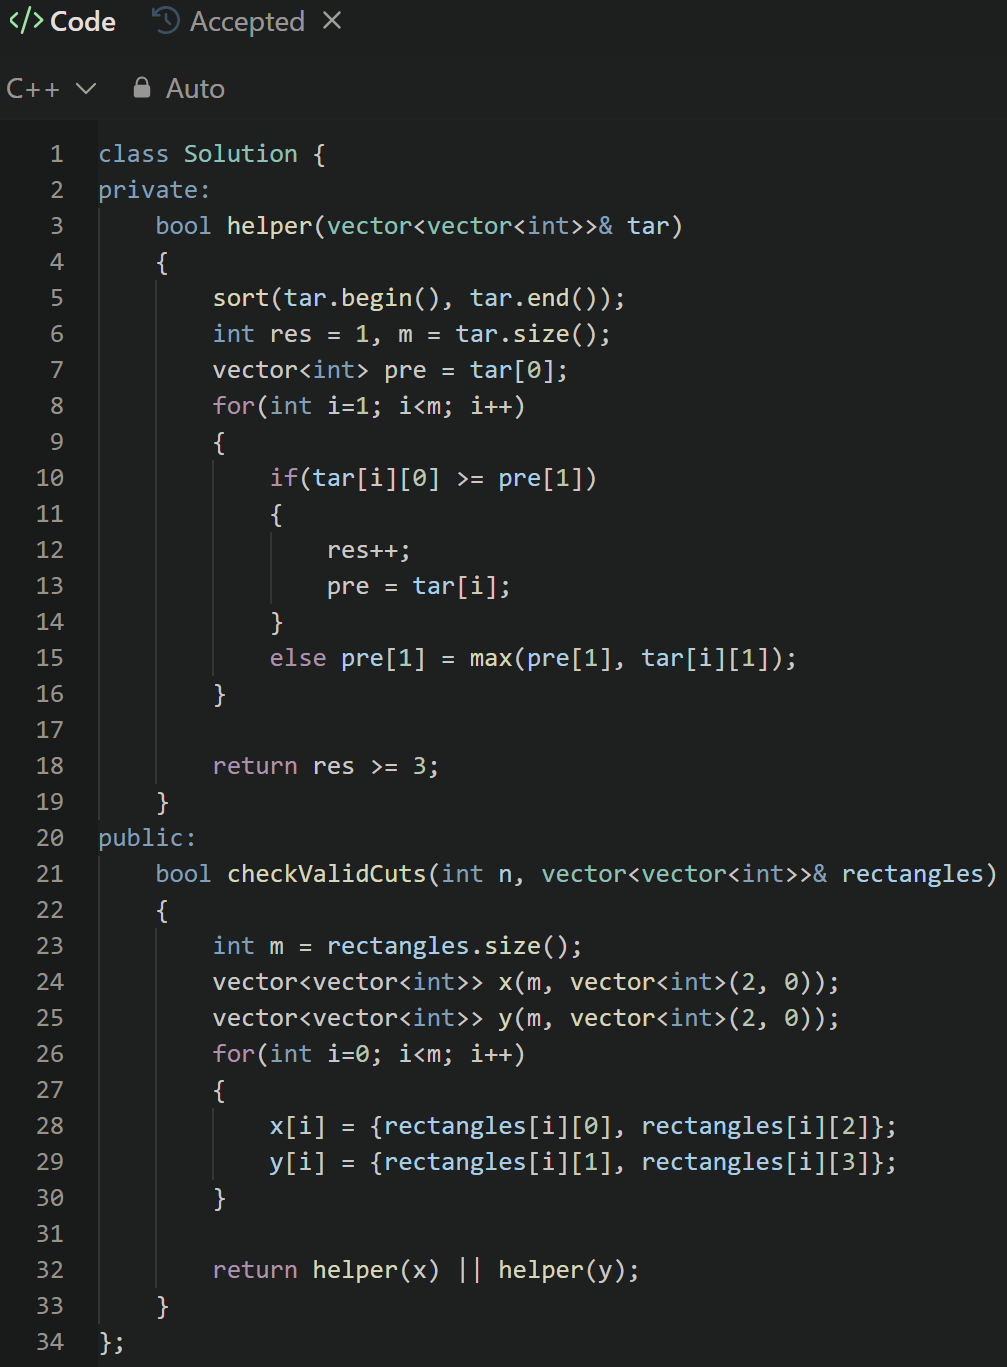 </> Code Accepted ×
C++ Auto
1 class Solution {
2 private:
3     bool helper(vector<vector<int>>& tar)
4     {
5         sort(tar.begin(), tar.end());
6         int res = 1, m = tar.size();
7         vector<int> pre = tar[0];
8         for(int i=1; i<m; i++)
9         {
10             if(tar[i][0] >= pre[1])
11             {
12                 res++;
13                 pre = tar[i];
14             }
15             else pre[1] = max(pre[1], tar[i][1]);
16         }
17
18         return res >= 3;
19     }
20 public:
21     bool checkValidCuts(int n, vector<vector<int>>& rectangles)
22     {
23         int m = rectangles.size();
24         vector<vector<int>> x(m, vector<int>(2, 0));
25         vector<vector<int>> y(m, vector<int>(2, 0));
26         for(int i=0; i<m; i++)
27         {
28             x[i] = {rectangles[i][0], rectangles[i][2]};
29             y[i] = {rectangles[i][1], rectangles[i][3]};
30         }
31
32         return helper(x) || helper(y);
33     }
34 };